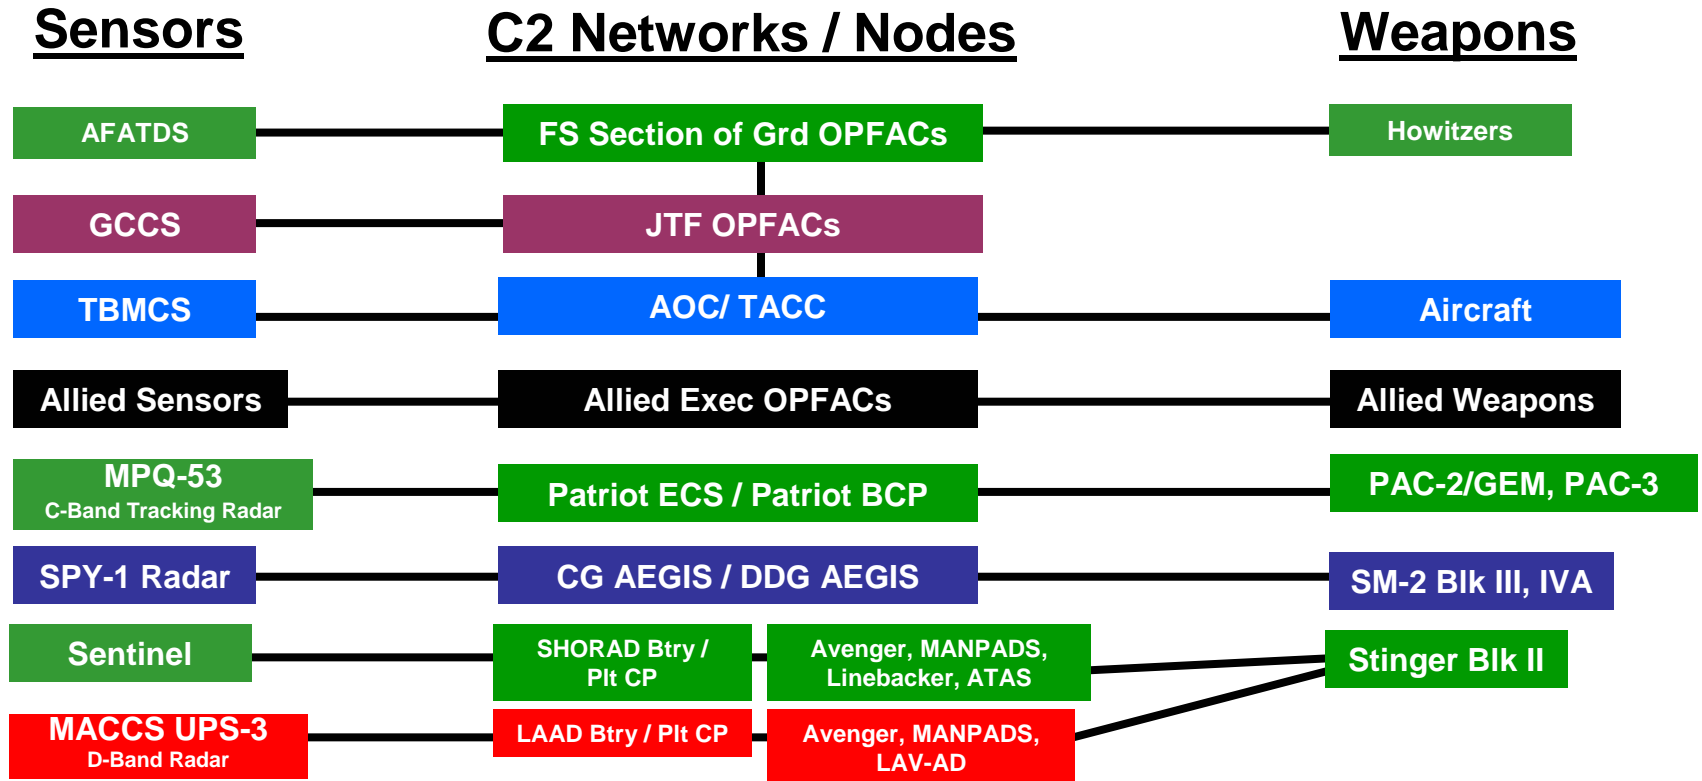 Sensors C2 Networks / Nodes Weapons
AFATDS FS Section of Grd OPFACs Howitzers
GCCS JTF OPFACs
TBMCS AOC/ TACC Aircraft
Allied Sensors Allied Exec OPFACs Allied Weapons
MPQ-53
C-Band Tracking Radar
Patriot ECS / Patriot BCP
PAC-2/GEM, PAC-3
SPY-1 Radar CG AEGIS / DDG AEGIS SM-2 Blk III, IVA
Sentinel
SHORAD Btry /
Plt CP
Avenger, MANPADS,
Linebacker, ATAS
Stinger Blk II
MACCS UPS-3
D-Band Radar
LAAD Btry / Plt CP
Avenger, MANPADS,
LAV-AD